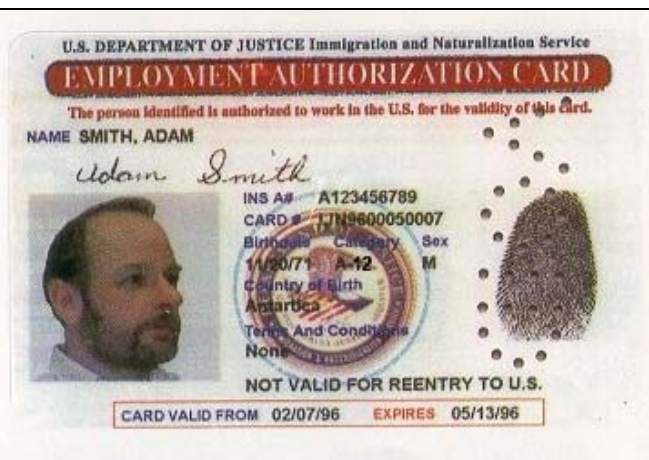 U.S. DEPARTMENT OF JUSTICE Immigration and Naturalization Service
EMPLOYMENT AUTHORIZATION CARD
The person identified is authorized to work in the U.S. for the validity of this card.
NAME SMITH, ADAM
Adam Smith
INS A# A123456789
CARD # LIN9600050007
Birthdate Category Sex
11/20/71 A-12 M
Country of Birth
Antartica
Terms And Conditions
None
NOT VALID FOR REENTRY TO U.S.
CARD VALID FROM 02/07/96 EXPIRES 05/13/96